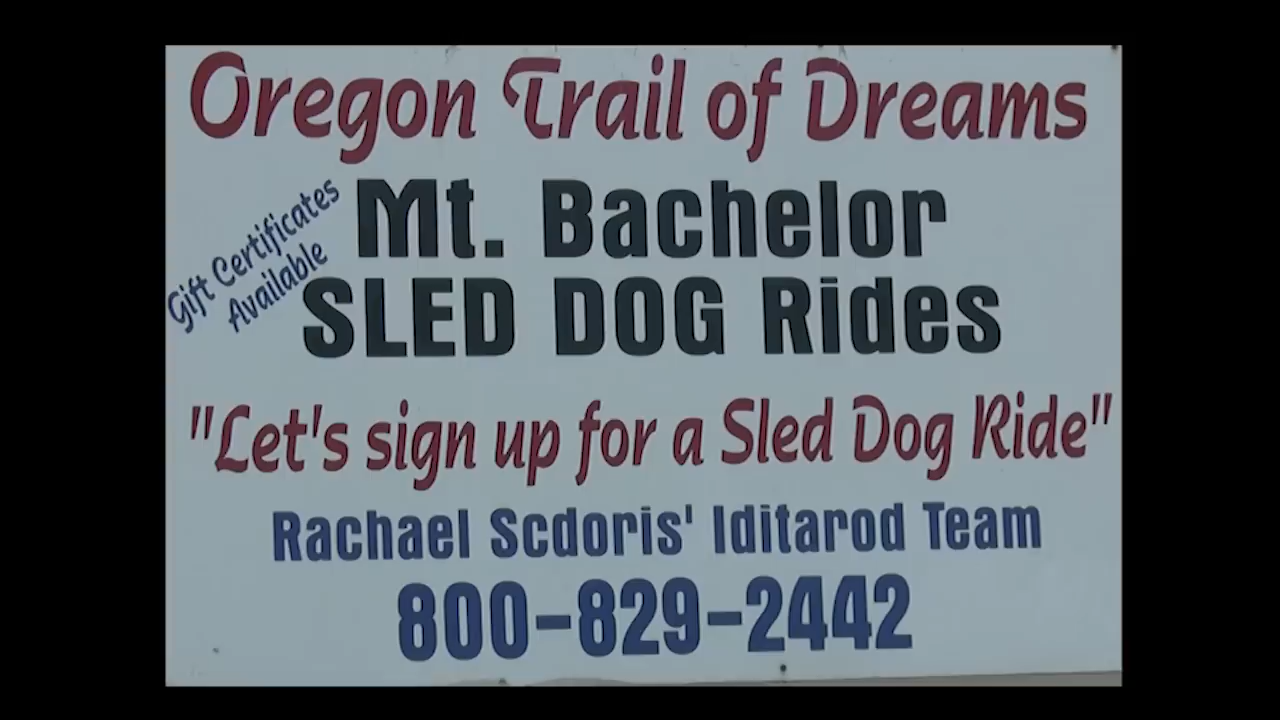 Oregon Trail of Dreams
Gift Certificates
Available
Mt. Bachelor
SLED DOG Rides
"Let's sign up for a Sled Dog Ride"
Rachael Scdoris' Iditarod Team
800-829-2442